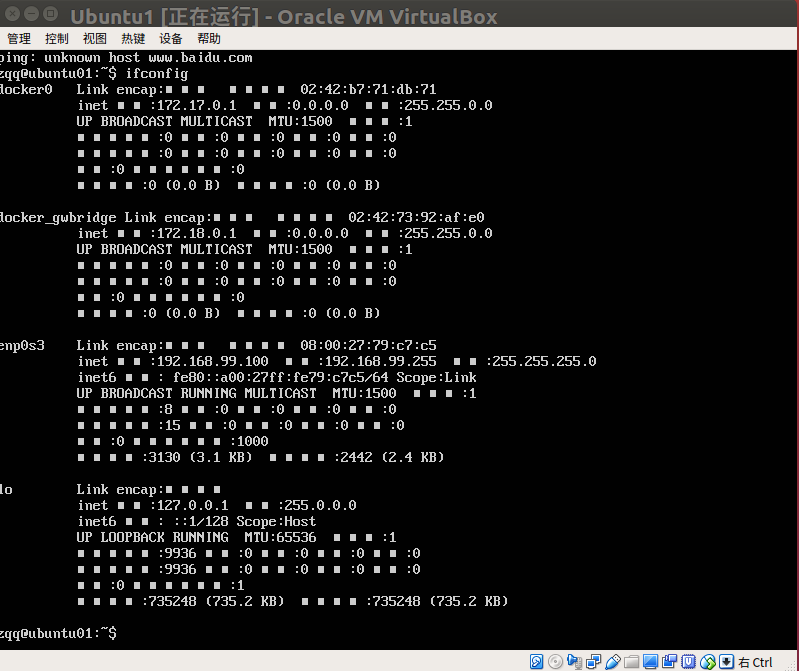 Ubuntu1 [正在运行] - Oracle VM VirtualBox
管理 控制 视图 热键 设备 帮助
ping: unknown host www.baidu.com
zqq@ubuntu01:~$ ifconfig
docker0 Link encap:■ ■ ■ ■ ■ ■ ■ 02:42:b7:71:db:71
inet ■ ■ :172.17.0.1 ■ ■ :0.0.0.0 ■ ■ :255.255.0.0
UP BROADCAST MULTICAST MTU:1500 ■ ■ ■ :1
■ ■ ■ ■ ■ :0 ■ ■ :0 ■ ■ :0 ■ ■ :0 ■ ■ :0
■ ■ ■ ■ ■ :0 ■ ■ :0 ■ ■ :0 ■ ■ :0 ■ ■ :0
■ ■ :0 ■ ■ ■ ■ ■ ■ :0
■ ■ ■ ■ :0 (0.0 B) ■ ■ ■ ■ :0 (0.0 B)
docker_gwbridge Link encap:■ ■ ■ ■ ■ ■ ■ 02:42:73:92:af:e0
inet ■ ■ :172.18.0.1 ■ ■ :0.0.0.0 ■ ■ :255.255.0.0
UP BROADCAST MULTICAST MTU:1500 ■ ■ ■ :1
■ ■ ■ ■ ■ :0 ■ ■ :0 ■ ■ :0 ■ ■ :0 ■ ■ :0
■ ■ ■ ■ ■ :0 ■ ■ :0 ■ ■ :0 ■ ■ :0 ■ ■ :0
■ ■ :0 ■ ■ ■ ■ ■ ■ :0
■ ■ ■ ■ :0 (0.0 B) ■ ■ ■ ■ :0 (0.0 B)
enp0s3 Link encap:■ ■ ■ ■ ■ ■ ■ 08:00:27:79:c7:c5
inet ■ ■ :192.168.99.100 ■ ■ :192.168.99.255 ■ ■ :255.255.255.0
inet6 ■ ■ : fe80::a00:27ff:fe79:c7c5/64 Scope:Link
UP BROADCAST RUNNING MULTICAST MTU:1500 ■ ■ ■ :1
■ ■ ■ ■ ■ :8 ■ ■ :0 ■ ■ :0 ■ ■ :0 ■ ■ :0
■ ■ ■ ■ ■ :15 ■ ■ :0 ■ ■ :0 ■ ■ :0 ■ ■ :0
■ ■ :0 ■ ■ ■ ■ ■ ■ :1000
■ ■ ■ ■ :3130 (3.1 KB) ■ ■ ■ ■ :2442 (2.4 KB)
lo Link encap:■ ■ ■ ■
inet ■ ■ :127.0.0.1 ■ ■ :255.0.0.0
inet6 ■ ■ : ::1/128 Scope:Host
UP LOOPBACK RUNNING MTU:65536 ■ ■ ■ :1
■ ■ ■ ■ ■ :9936 ■ ■ :0 ■ ■ :0 ■ ■ :0 ■ ■ :0
■ ■ ■ ■ ■ :9936 ■ ■ :0 ■ ■ :0 ■ ■ :0 ■ ■ :0
■ ■ :0 ■ ■ ■ ■ ■ ■ :1
■ ■ ■ ■ :735248 (735.2 KB) ■ ■ ■ ■ :735248 (735.2 KB)
zqq@ubuntu01:~$
右 Ctrl